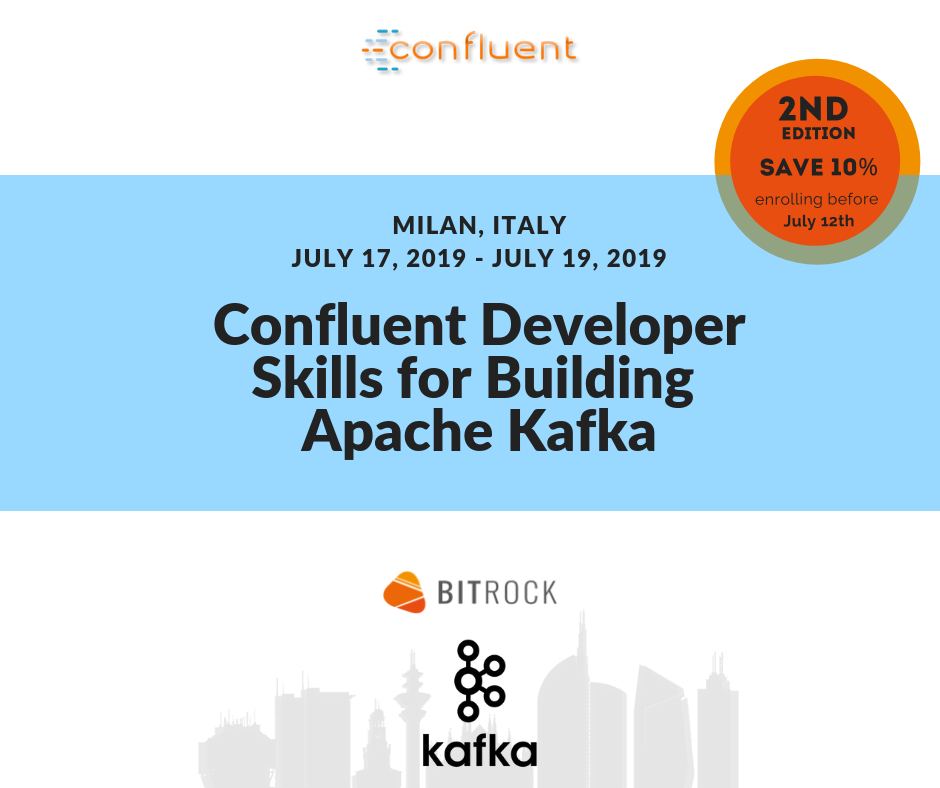 confluent
2ND
EDITION
SAVE 10%
enrolling before
July 12th
MILAN, ITALY
JULY 17, 2019 - JULY 19, 2019
Confluent Developer
Skills for Building
Apache Kafka
BITROCK
kafka